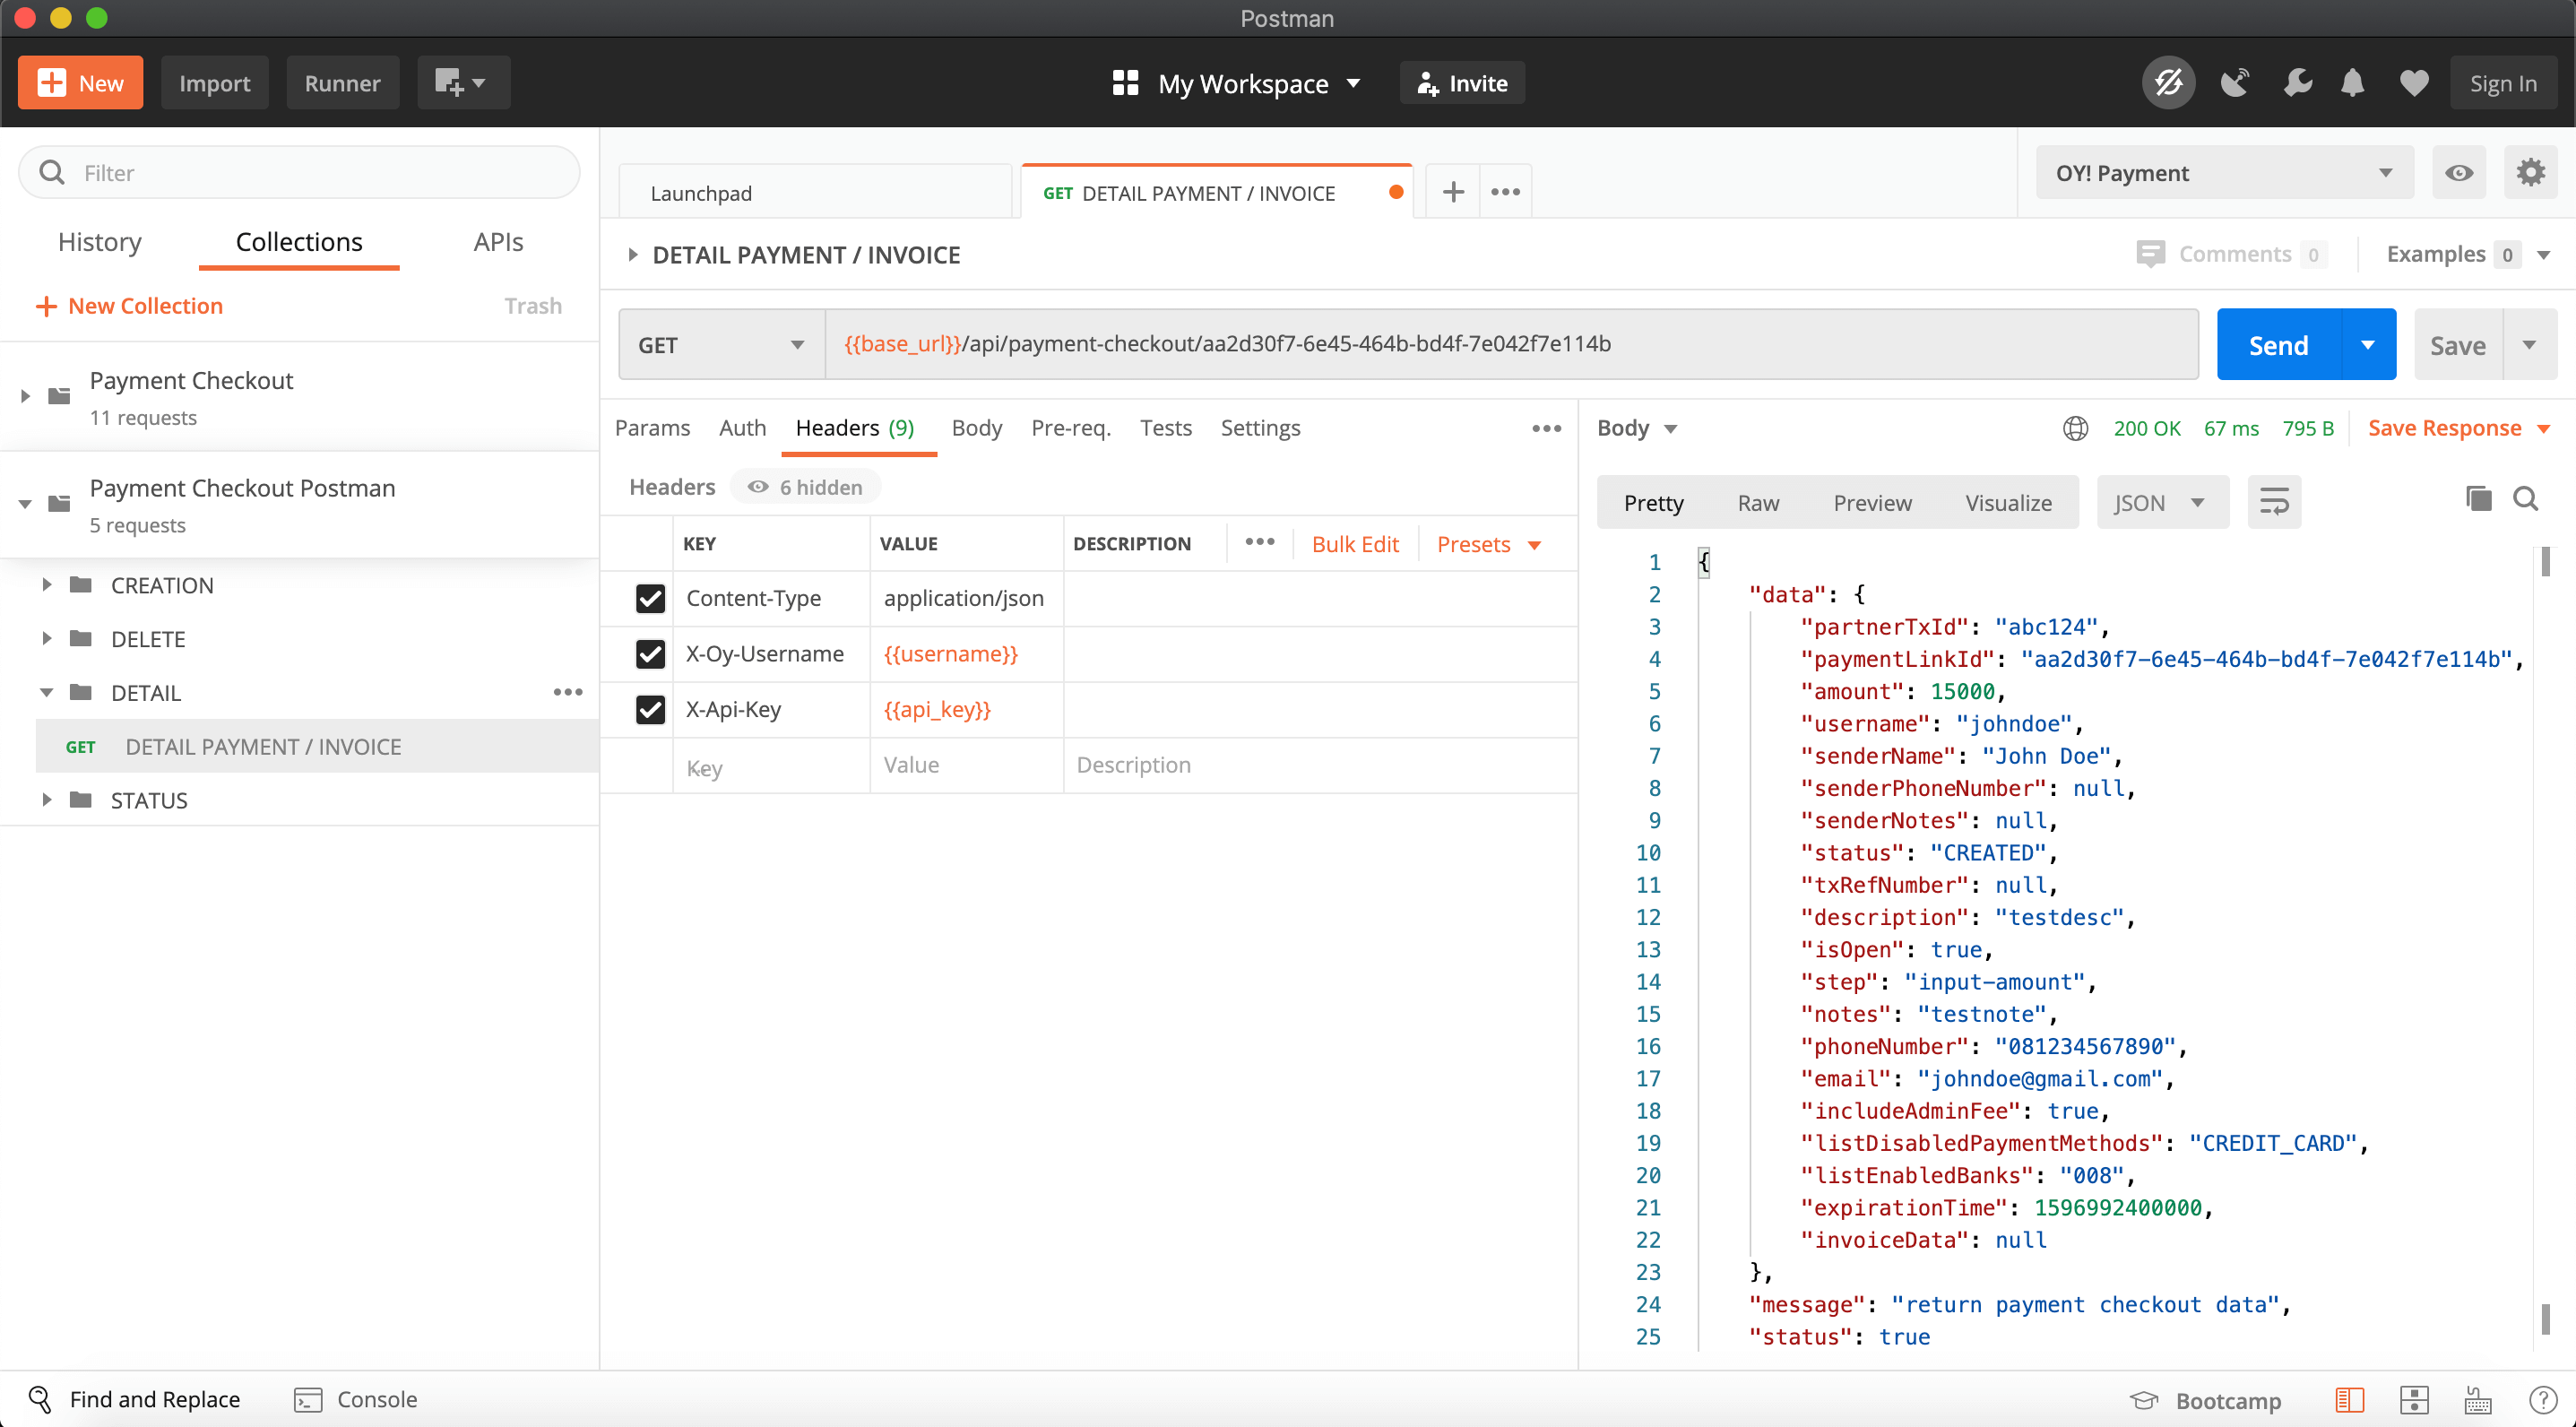 Postman
New
Import
Runner
My Workspace
Invite
Sign In
Filter
History
Collections
APIs
New Collection
Trash
Payment Checkout
11 requests
Payment Checkout Postman
5 requests
CREATION
DELETE
DETAIL
GET DETAIL PAYMENT / INVOICE
STATUS
Launchpad
GET DETAIL PAYMENT / INVOICE
OY! Payment
DETAIL PAYMENT / INVOICE
Comments 0
Examples 0
GET
{{base_url}}/api/payment-checkout/aa2d30f7-6e45-464b-bd4f-7e042f7e114b
Send
Save
Params Auth Headers (9) Body Pre-req. Tests Settings
Headers 6 hidden
KEY VALUE DESCRIPTION Bulk Edit Presets
Content-Type application/json
X-Oy-Username {{username}}
X-Api-Key {{api_key}}
Key Value Description
Body
200 OK 67 ms 795 B Save Response
Pretty Raw Preview Visualize JSON
1 {
2 "data": {
3 "partnerTxId": "abc124",
4 "paymentLinkId": "aa2d30f7-6e45-464b-bd4f-7e042f7e114b",
5 "amount": 15000,
6 "username": "johndoe",
7 "senderName": "John Doe",
8 "senderPhoneNumber": null,
9 "senderNotes": null,
10 "status": "CREATED",
11 "txRefNumber": null,
12 "description": "testdesc",
13 "isOpen": true,
14 "step": "input-amount",
15 "notes": "testnote",
16 "phoneNumber": "081234567890",
17 "email": "johndoe@gmail.com",
18 "includeAdminFee": true,
19 "listDisabledPaymentMethods": "CREDIT_CARD",
20 "listEnabledBanks": "008",
21 "expirationTime": 1596992400000,
22 "invoiceData": null
23 },
24 "message": "return payment checkout data",
25 "status": true
Find and Replace
Console
Bootcamp